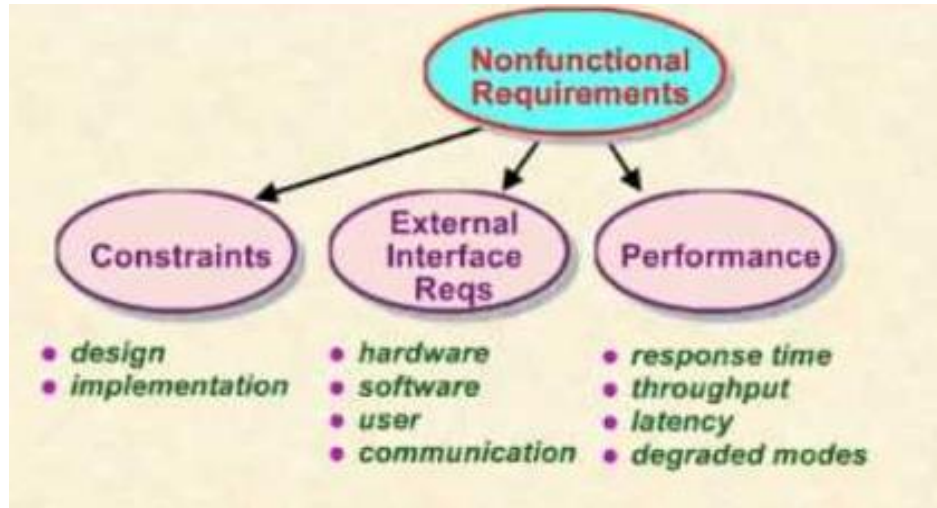 Nonfunctional
Requirements
Constraints
External
Interface
Reqs
Performance
• design
• implementation
• hardware
• software
• user
• communication
• response time
• throughput
• latency
• degraded modes